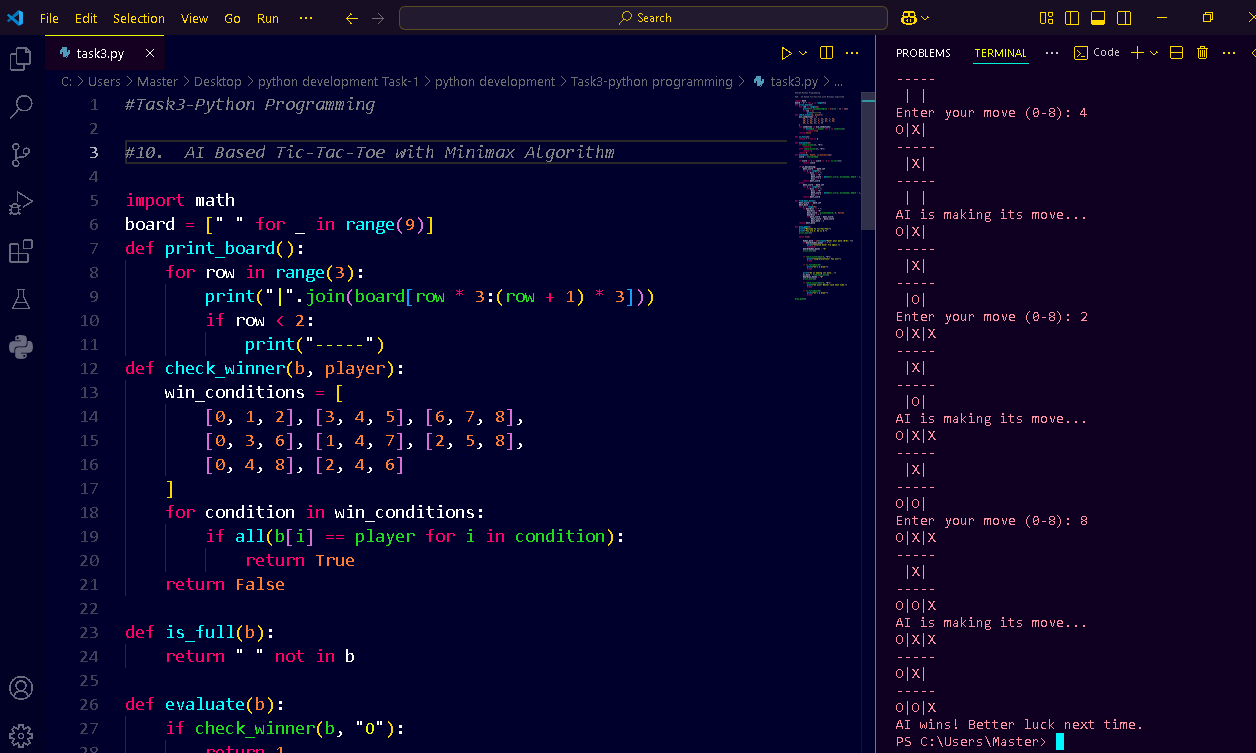 File Edit Selection View Go Run ··· Search
task3.py
C: > Users > Master > Desktop > python development Task-1 > python development > Task3-python programming > task3.py > ...
1 #Task3-Python Programming
2
3 #10.  AI Based Tic-Tac-Toe with Minimax Algorithm
4
5 import math
6 board = [" " for _ in range(9)]
7 def print_board():
8     for row in range(3):
9         print("|".join(board[row * 3:(row + 1) * 3]))
10         if row < 2:
11             print("-----")
12 def check_winner(b, player):
13     win_conditions = [
14         [0, 1, 2], [3, 4, 5], [6, 7, 8],
15         [0, 3, 6], [1, 4, 7], [2, 5, 8],
16         [0, 4, 8], [2, 4, 6]
17     ]
18     for condition in win_conditions:
19         if all(b[i] == player for i in condition):
20             return True
21     return False
22
23 def is_full(b):
24     return " " not in b
25
26 def evaluate(b):
27     if check_winner(b, "O"):
28         return 1
PROBLEMS TERMINAL ··· Code
-----
 | |
Enter your move (0-8): 4
O|X|
-----
 |X|
-----
 | |
AI is making its move...
O|X|
-----
 |X|
-----
 |O|
Enter your move (0-8): 2
O|X|X
-----
 |X|
-----
 |O|
AI is making its move...
O|X|X
-----
 |X|
-----
O|O|
Enter your move (0-8): 8
O|X|X
-----
 |X|
-----
O|O|X
AI is making its move...
O|X|X
-----
O|X|
-----
O|O|X
AI wins! Better luck next time.
PS C:\Users\Master>